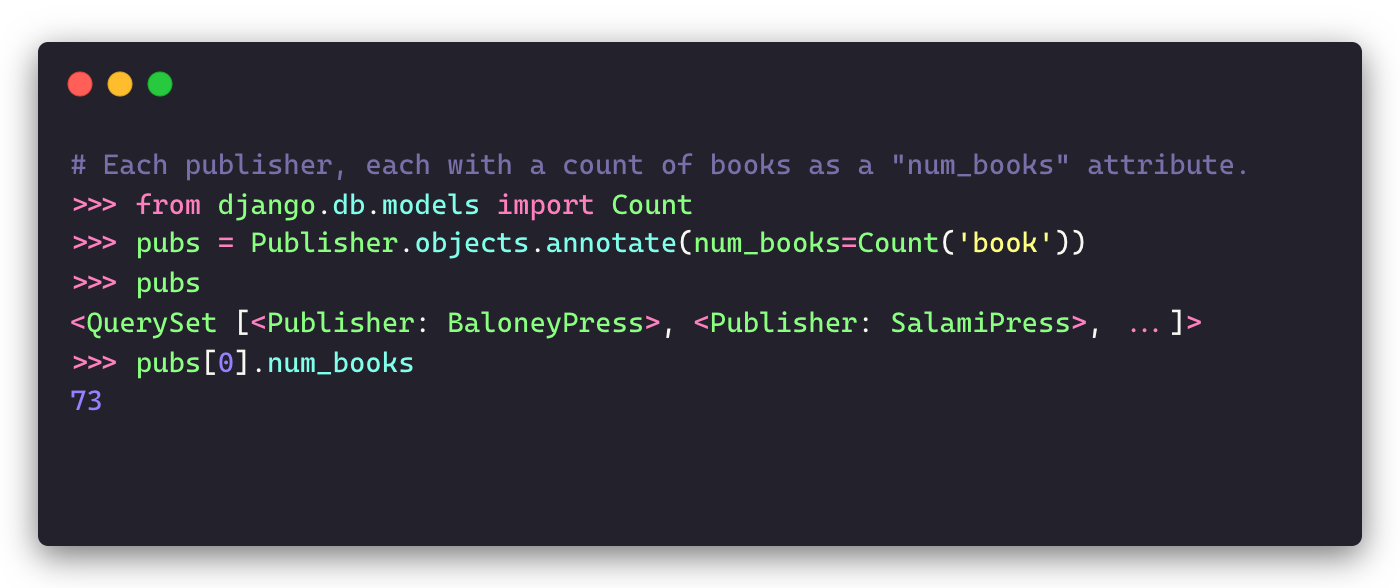 # Each publisher, each with a count of books as a "num_books" attribute.
>>> from django.db.models import Count
>>> pubs = Publisher.objects.annotate(num_books=Count('book'))
>>> pubs
<QuerySet [<Publisher: BaloneyPress>, <Publisher: SalamiPress>, ...]>
>>> pubs[0].num_books
73